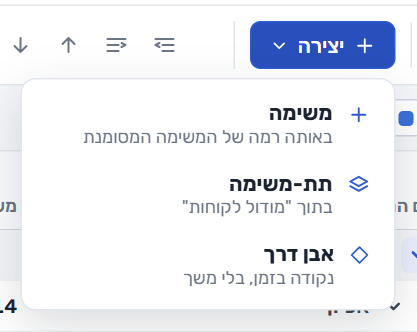 יצירה
משימה
באותה רמה של המשימה המסומנת
תת-משימה
בתוך "מודול לקוחות"
אבן דרך
נקודה בזמן, בלי משך